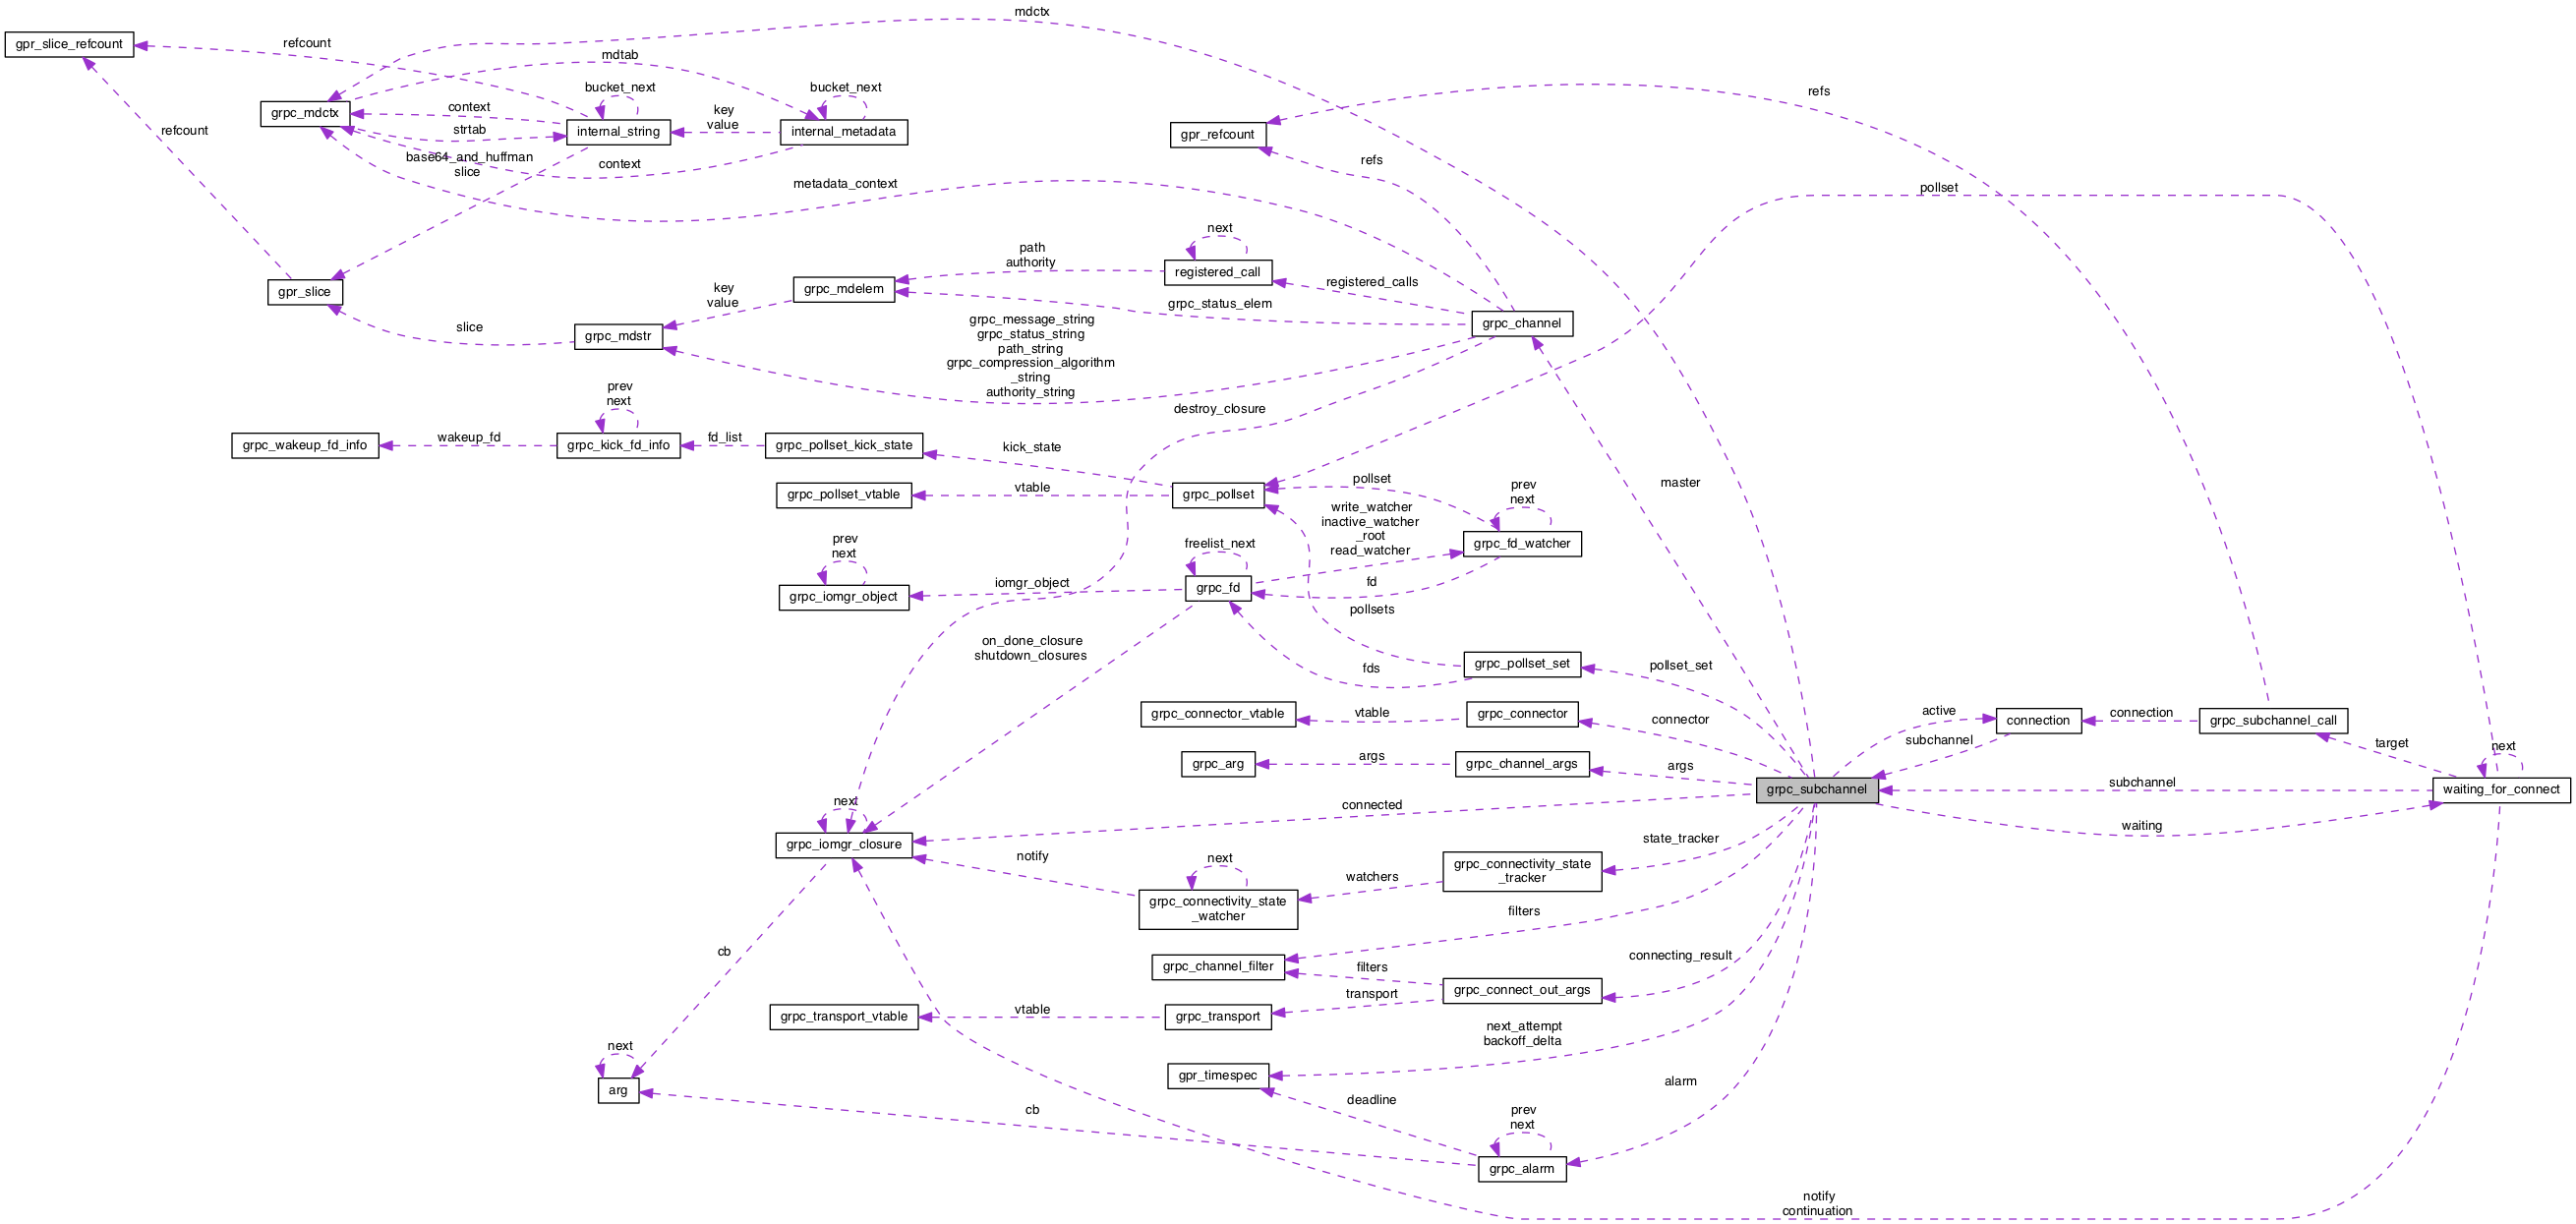 mdctx
gpr_slice_refcount
refcount
mdtab
bucket_next
bucket_next
refs
grpc_mdctx
context
key
value
strtab
internal_string
internal_metadata
gpr_refcount
refcount
base64_and_huffman
slice
context
refs
metadata_context
pollset
next
path
authority
registered_call
registered_calls
gpr_slice
grpc_mdelem
key
value
grpc_status_elem
slice
grpc_mdstr
grpc_message_string
grpc_status_string
path_string
grpc_compression_algorithm
_string
authority_string
grpc_channel
prev
next
destroy_closure
grpc_wakeup_fd_info
wakeup_fd
grpc_kick_fd_info
fd_list
grpc_pollset_kick_state
kick_state
master
grpc_pollset_vtable
vtable
grpc_pollset
pollset
prev
next
write_watcher
inactive_watcher
_root
read_watcher
grpc_fd_watcher
prev
next
freelist_next
grpc_iomgr_object
iomgr_object
grpc_fd
fd
pollsets
on_done_closure
shutdown_closures
fds
grpc_pollset_set
pollset_set
grpc_connector_vtable
vtable
grpc_connector
connector
active
connection
connection
grpc_subchannel_call
subchannel
target
next
grpc_arg
args
grpc_channel_args
args
grpc_subchannel
subchannel
waiting_for_connect
connected
waiting
next
grpc_iomgr_closure
notify
next
grpc_connectivity_state
_watcher
watchers
grpc_connectivity_state
_tracker
state_tracker
filters
cb
grpc_channel_filter
filters
connecting_result
grpc_connect_out_args
transport
grpc_transport_vtable
vtable
grpc_transport
next_attempt
backoff_delta
next
arg
gpr_timespec
alarm
deadline
cb
prev
next
grpc_alarm
notify
continuation